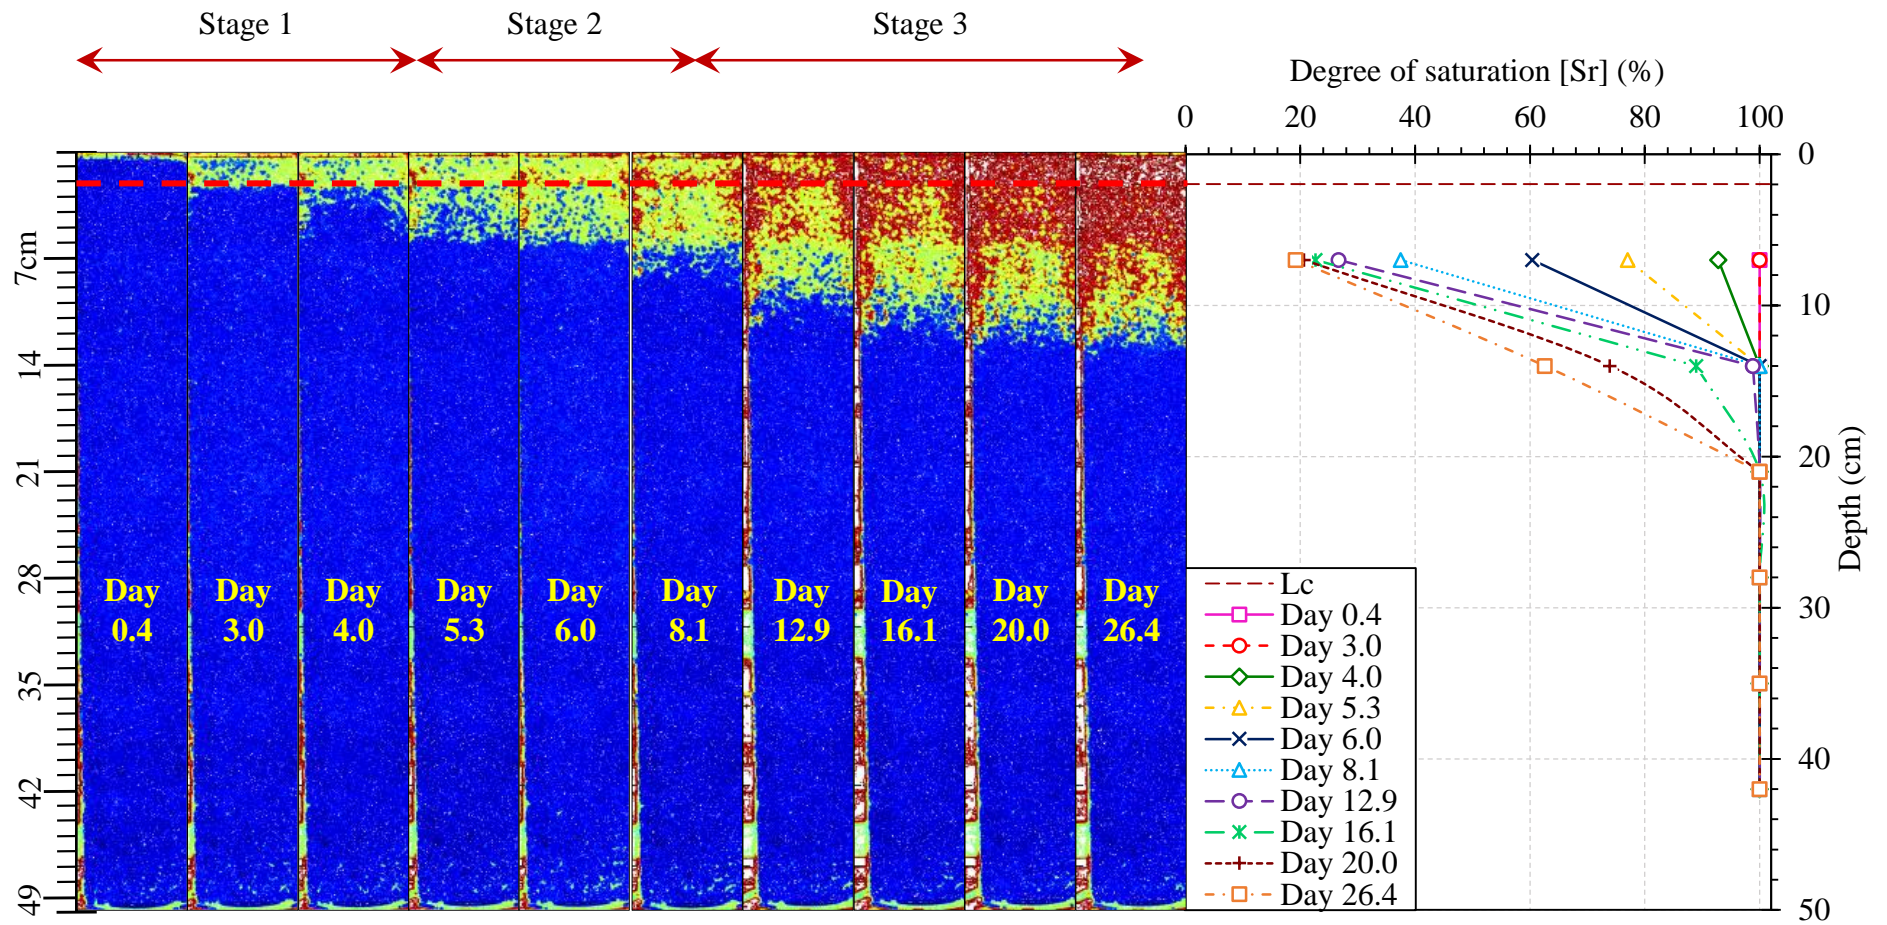 Stage 1
Stage 2
Stage 3
Degree of saturation [Sr] (%)
0
20
40
60
80
100
7cm
14
21
28
35
42
49
Day
0.4
Day
3.0
Day
4.0
Day
5.3
Day
6.0
Day
8.1
Day
12.9
Day
16.1
Day
20.0
Day
26.4
0
10
20
30
40
50
Depth (cm)
Lc
Day 0.4
Day 3.0
Day 4.0
Day 5.3
Day 6.0
Day 8.1
Day 12.9
Day 16.1
Day 20.0
Day 26.4